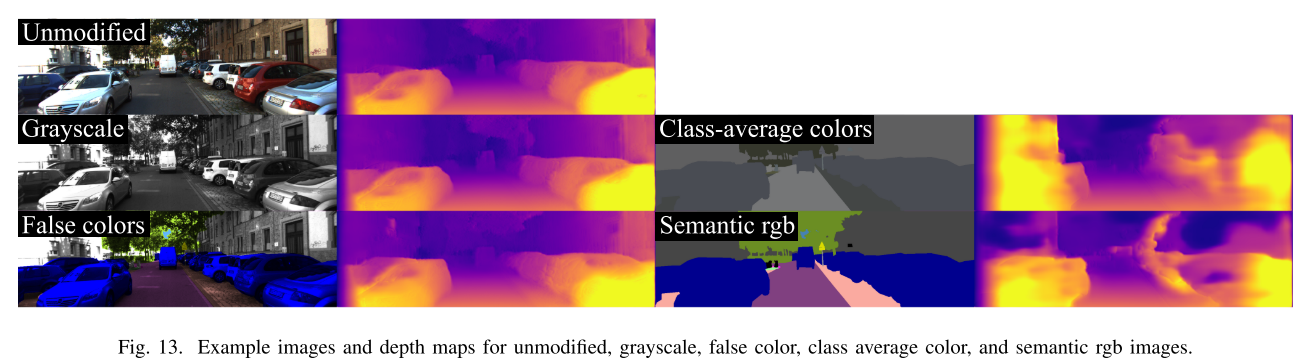 Unmodified
Grayscale
Class-average colors
False colors
Semantic rgb
Fig. 13. Example images and depth maps for unmodified, grayscale, false color, class average color, and semantic rgb images.